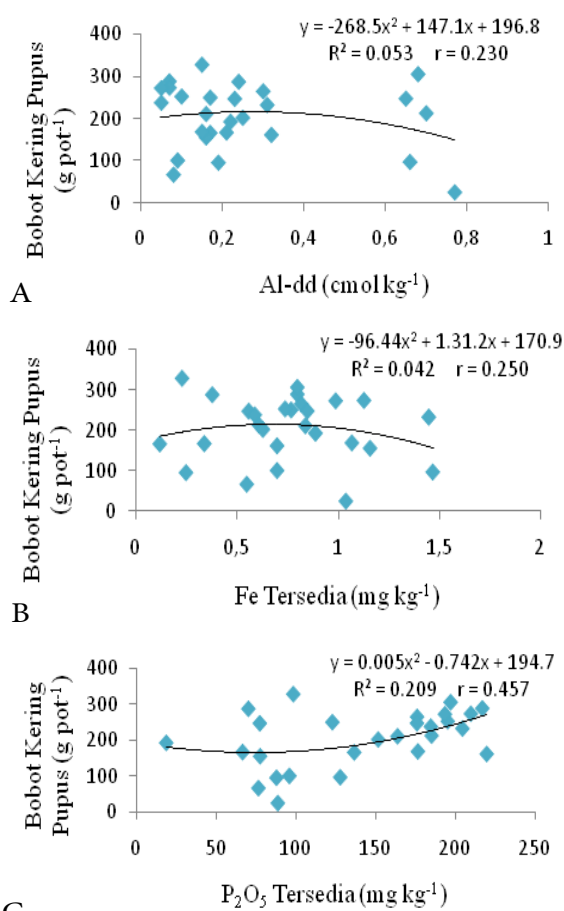 y = -268.5x² + 147.1x + 196.8
R² = 0.053 r = 0.230
400
300
200
100
0
0 0,2 0,4 0,6 0,8 1
Bobot Kering Pupus
(g pot⁻¹)
Al-dd (cmol kg⁻¹)
A
y = -96.44x² + 1.31.2x + 170.9
R² = 0.042 r = 0.250
400
300
200
100
0
0 0,5 1 1,5 2
Bobot Kering Pupus
(g pot⁻¹)
Fe Tersedia (mg kg⁻¹)
B
y = 0.005x² - 0.742x + 194.7
R² = 0.209 r = 0.457
400
300
200
100
0
0 50 100 150 200 250
Bobot Kering
Pupus (g pot⁻¹)
P₂O₅ Tersedia (mg kg⁻¹)